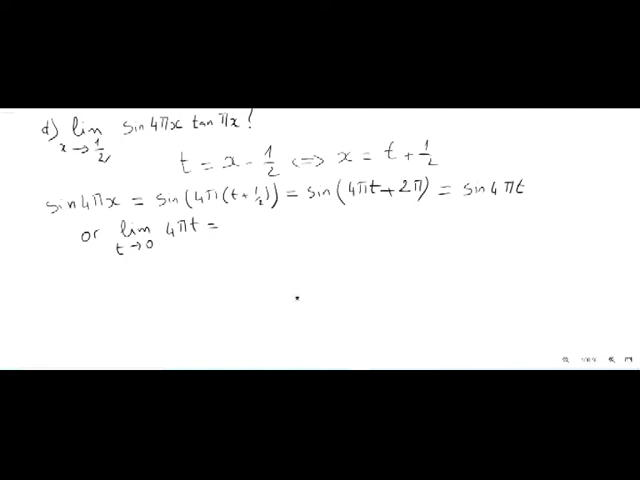 d) lim x→1/2 sin 4πx tan πx?
t = x - 1/2 <=> x = t + 1/2
sin 4πx = sin(4π(t + 1/2)) = sin(4πt + 2π) = sin 4πt
or lim t→0 4πt =